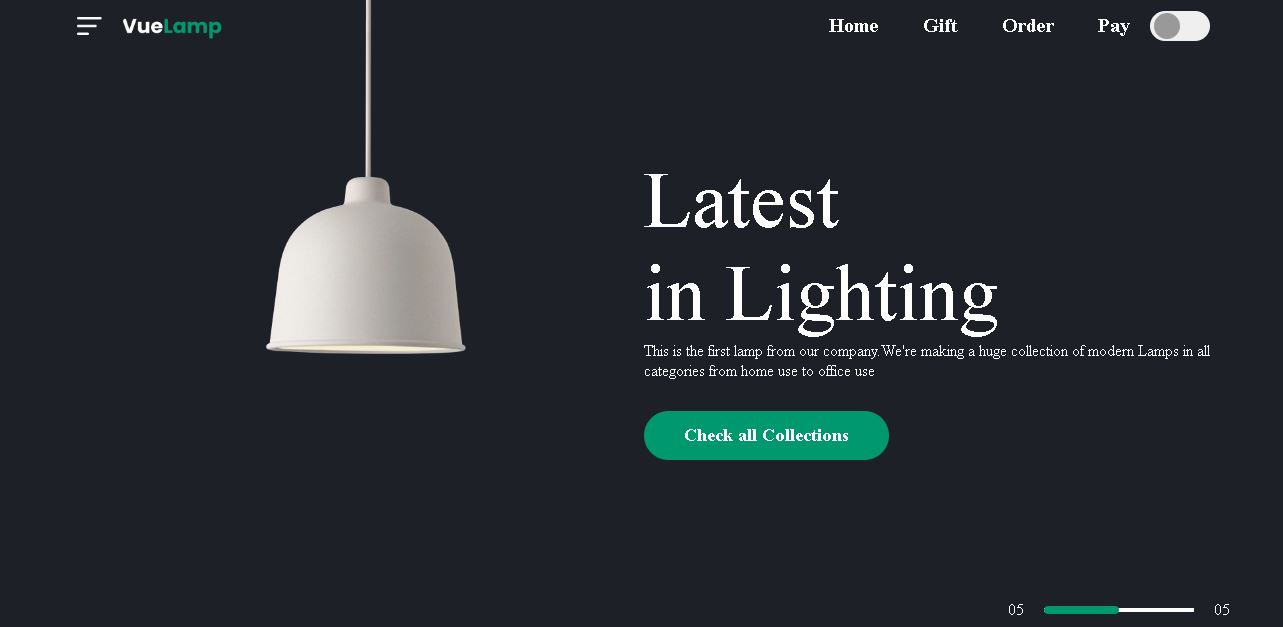 VueLamp
Home Gift Order Pay
Latest
in Lighting
This is the first lamp from our company.We're making a huge collection of modern Lamps in all
categories from home use to office use
Check all Collections
05 05